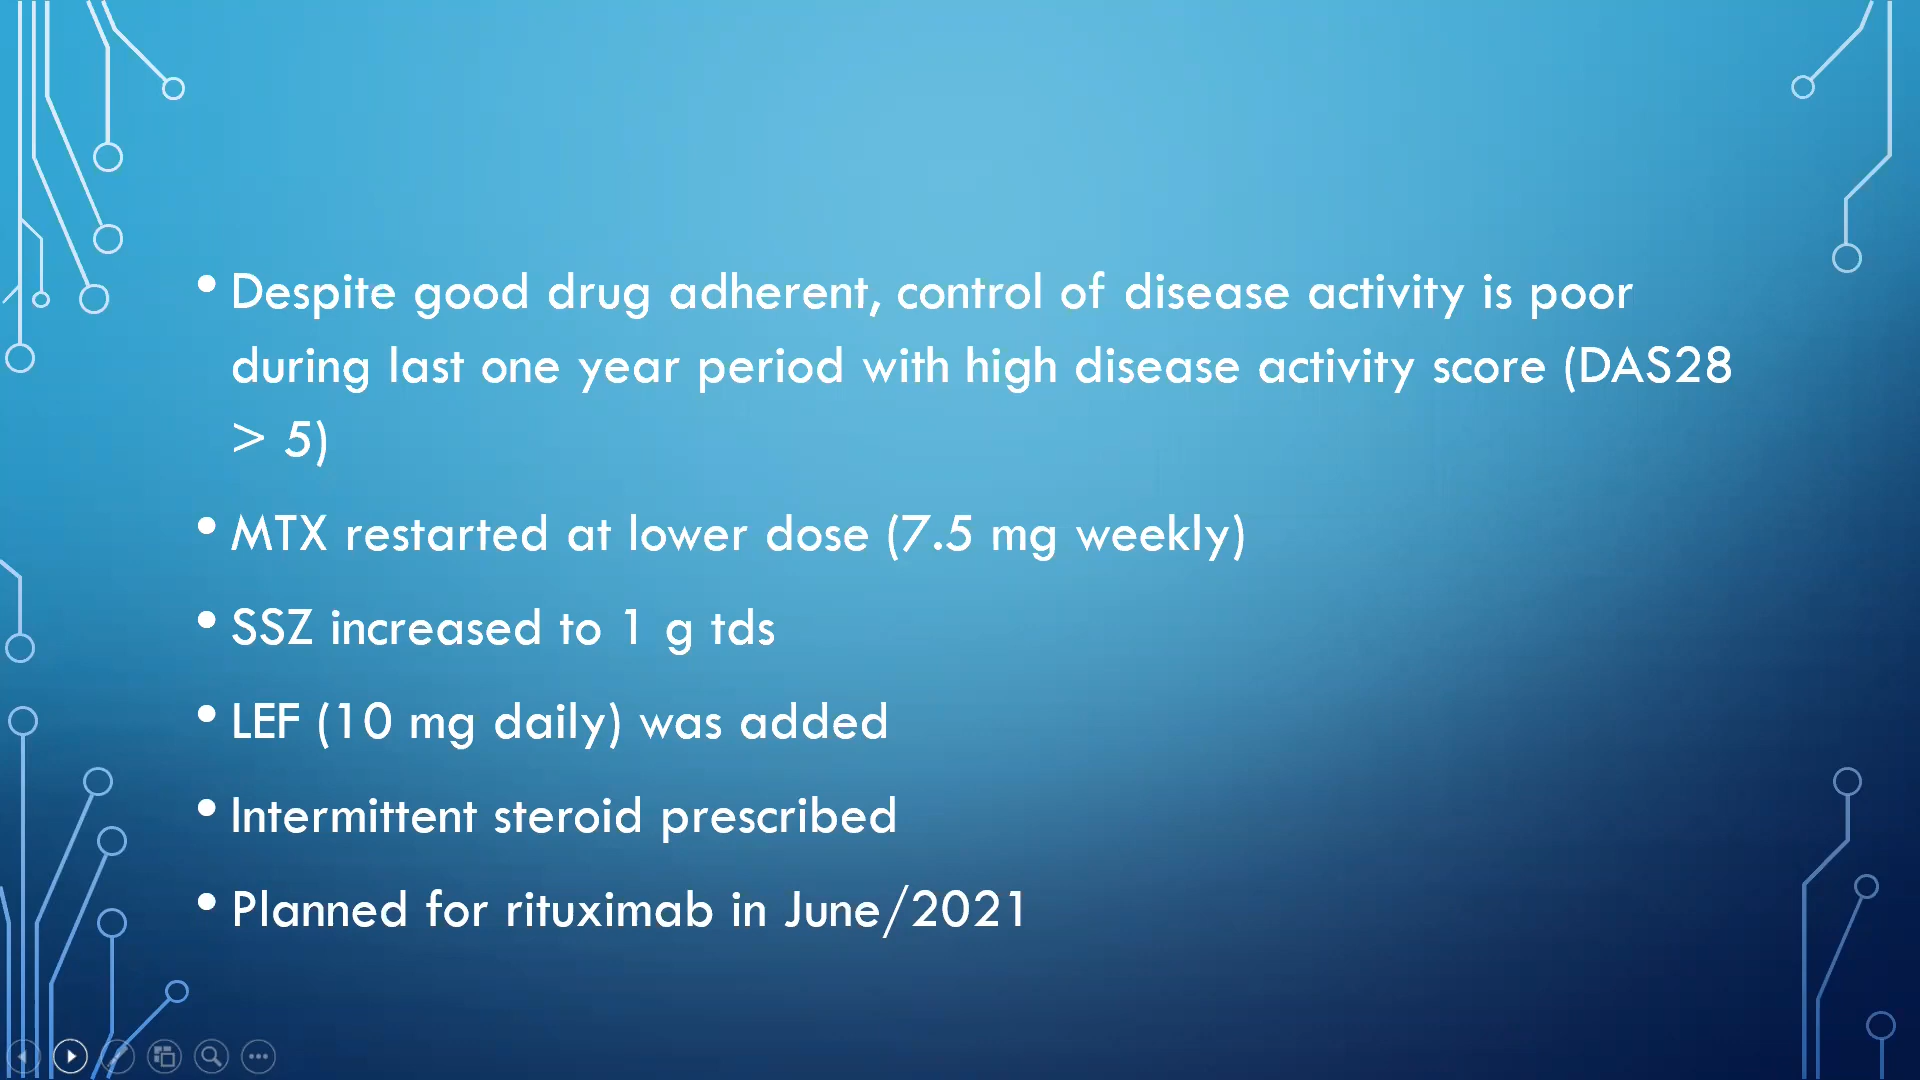 • Despite good drug adherent, control of disease activity is poor
during last one year period with high disease activity score (DAS28
> 5)
• MTX restarted at lower dose (7.5 mg weekly)
• SSZ increased to 1 g tds
• LEF (10 mg daily) was added
• Intermittent steroid prescribed
• Planned for rituximab in June/2021